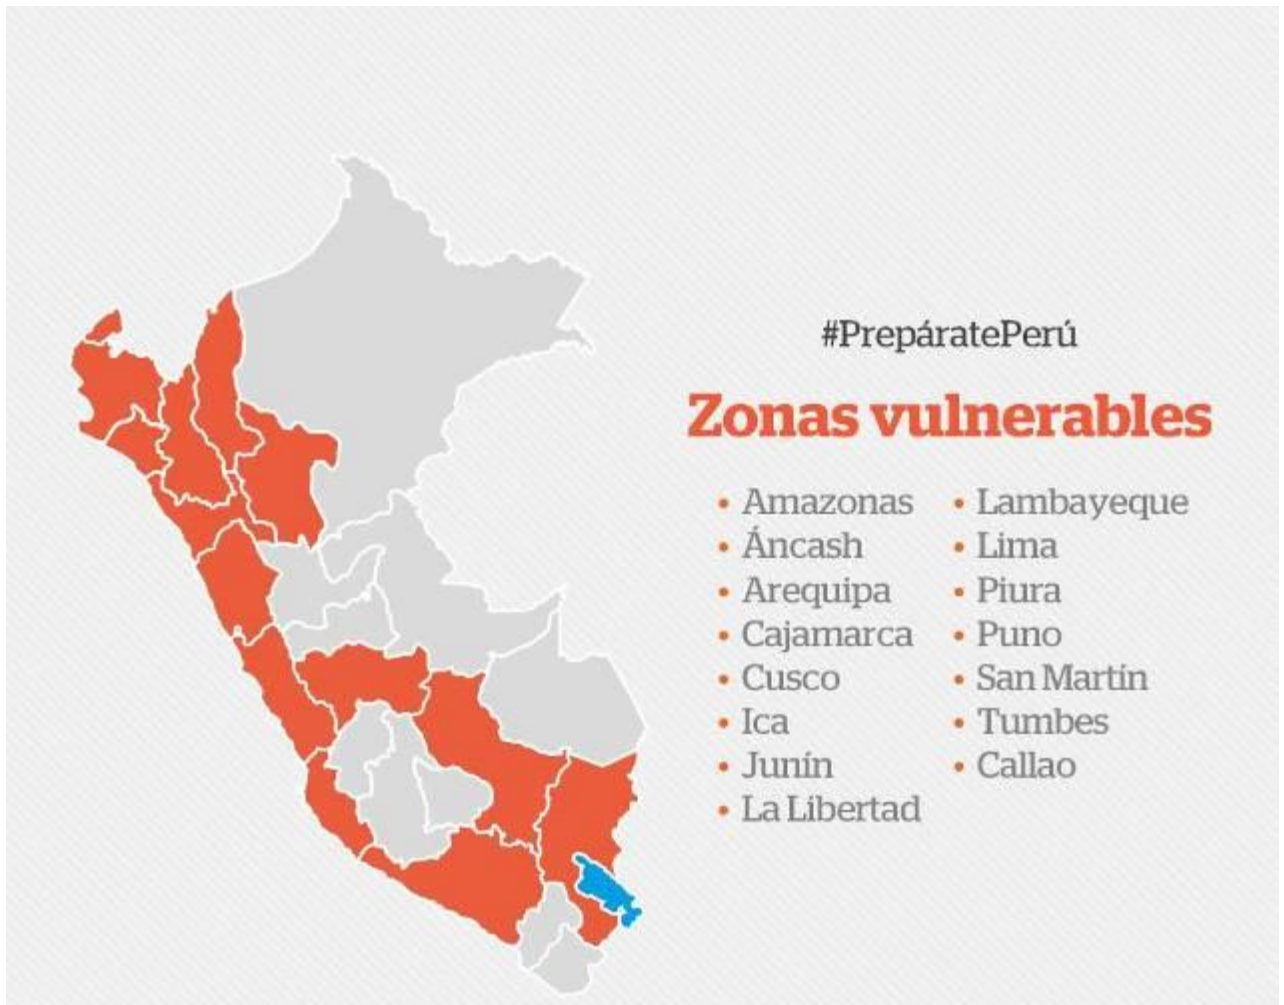 #PrepáratePerú
Zonas vulnerables
• Amazonas
• Áncash
• Arequipa
• Cajamarca
• Cusco
• Ica
• Junín
• La Libertad
• Lambayeque
• Lima
• Piura
• Puno
• San Martín
• Tumbes
• Callao